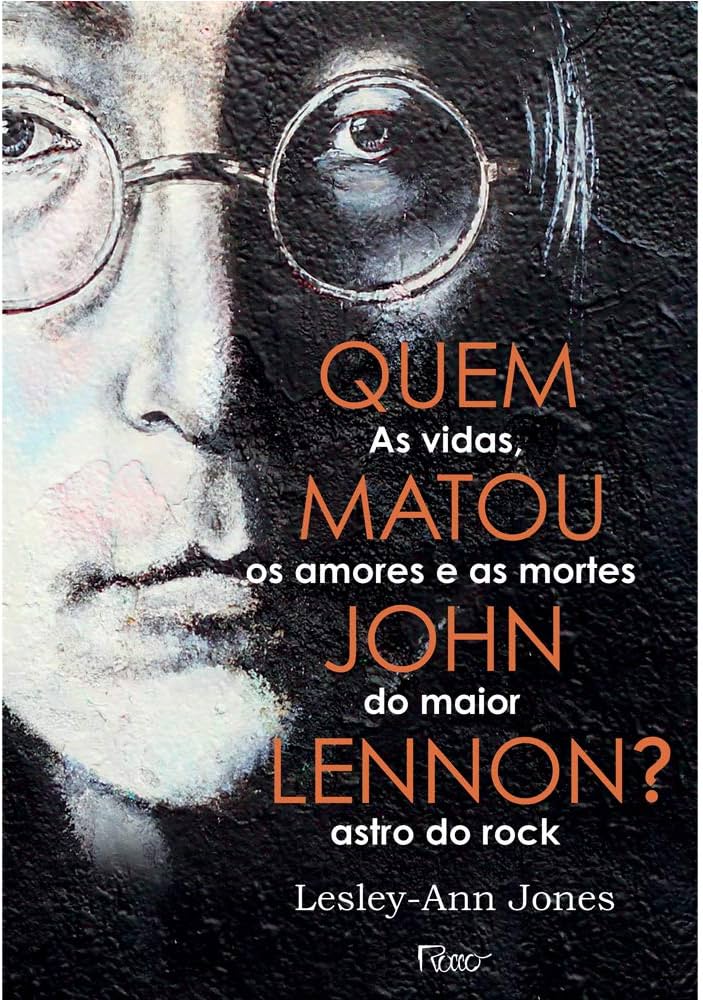 QUEM
As vidas,
MATOU
os amores e as mortes
JOHN
do maior
LENNON?
astro do rock
Lesley-Ann Jones
Rocco